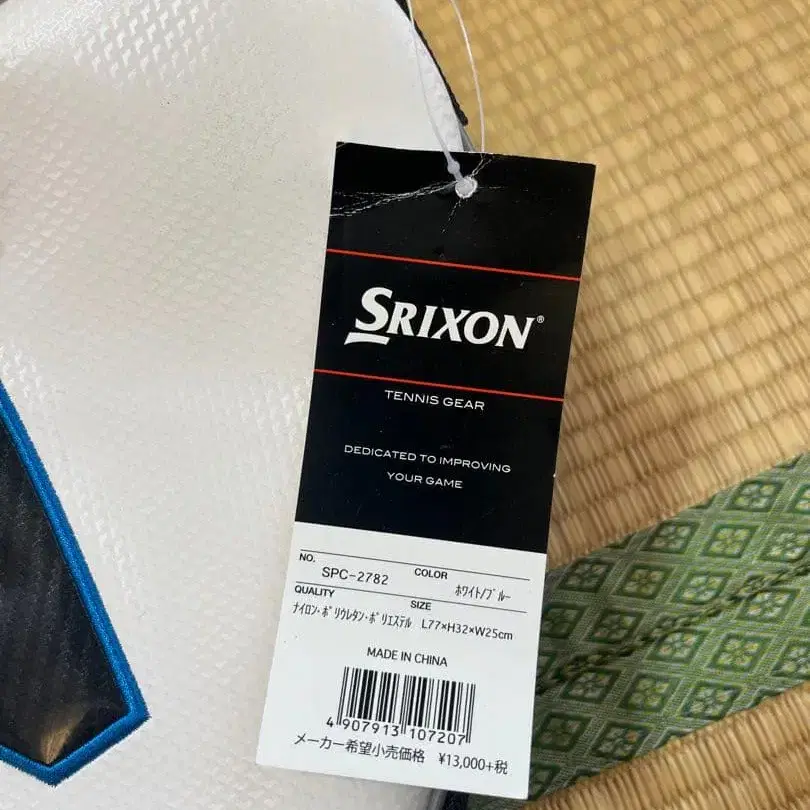 SRIXON®
TENNIS GEAR
DEDICATED TO IMPROVING
YOUR GAME
NO. SPC-2782 COLOR ﾎﾜｲﾄ/ﾌﾞﾙｰ
QUALITY SIZE
ﾅｲﾛﾝ・ﾎﾟﾘｳﾚﾀﾝ・ﾎﾟﾘｴｽﾃﾙ L77×H32×W25cm
MADE IN CHINA
4 907913 107207
メーカー希望小売価格 ¥13,000+税